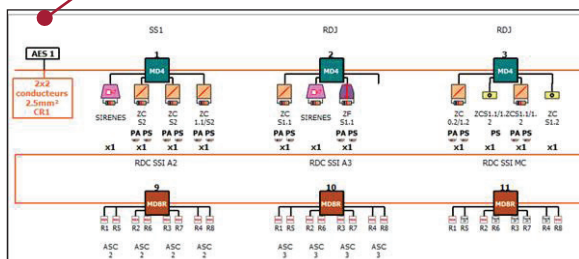 SS1 RDJ RDJ
AES 1 1 2 3
MD4 MD4 MD4
2x2
conducteurs
2.5mm²
CR1
SIRENES ZC S2 ZC S2 ZC 1.1/S2
ZC S1.1 SIRENES ZF S1.1
ZC 0.2/1.2 ZCS1.1/1.2 ZCS1.1/1.2 ZC S1.2
PA PS PA PS PA PS
PA PS PA PS
PA PS PS PA PS
x1 x1 x1 x1
x1 x1 x1
x1 x1 x1
RDC SSI A2 RDC SSI A3 RDC SSI MC
9 10 11
MD8R MD8R MD8R
R1 R5 R2 R6 R3 R7 R4 R8
R1 R5 R2 R6 R3 R7 R4 R8
R1 R5 R2 R6 R3 R7 R4 R8
ASC 2 ASC 2 ASC 2 ASC 2
ASC 3 ASC 3 ASC 3 ASC 3